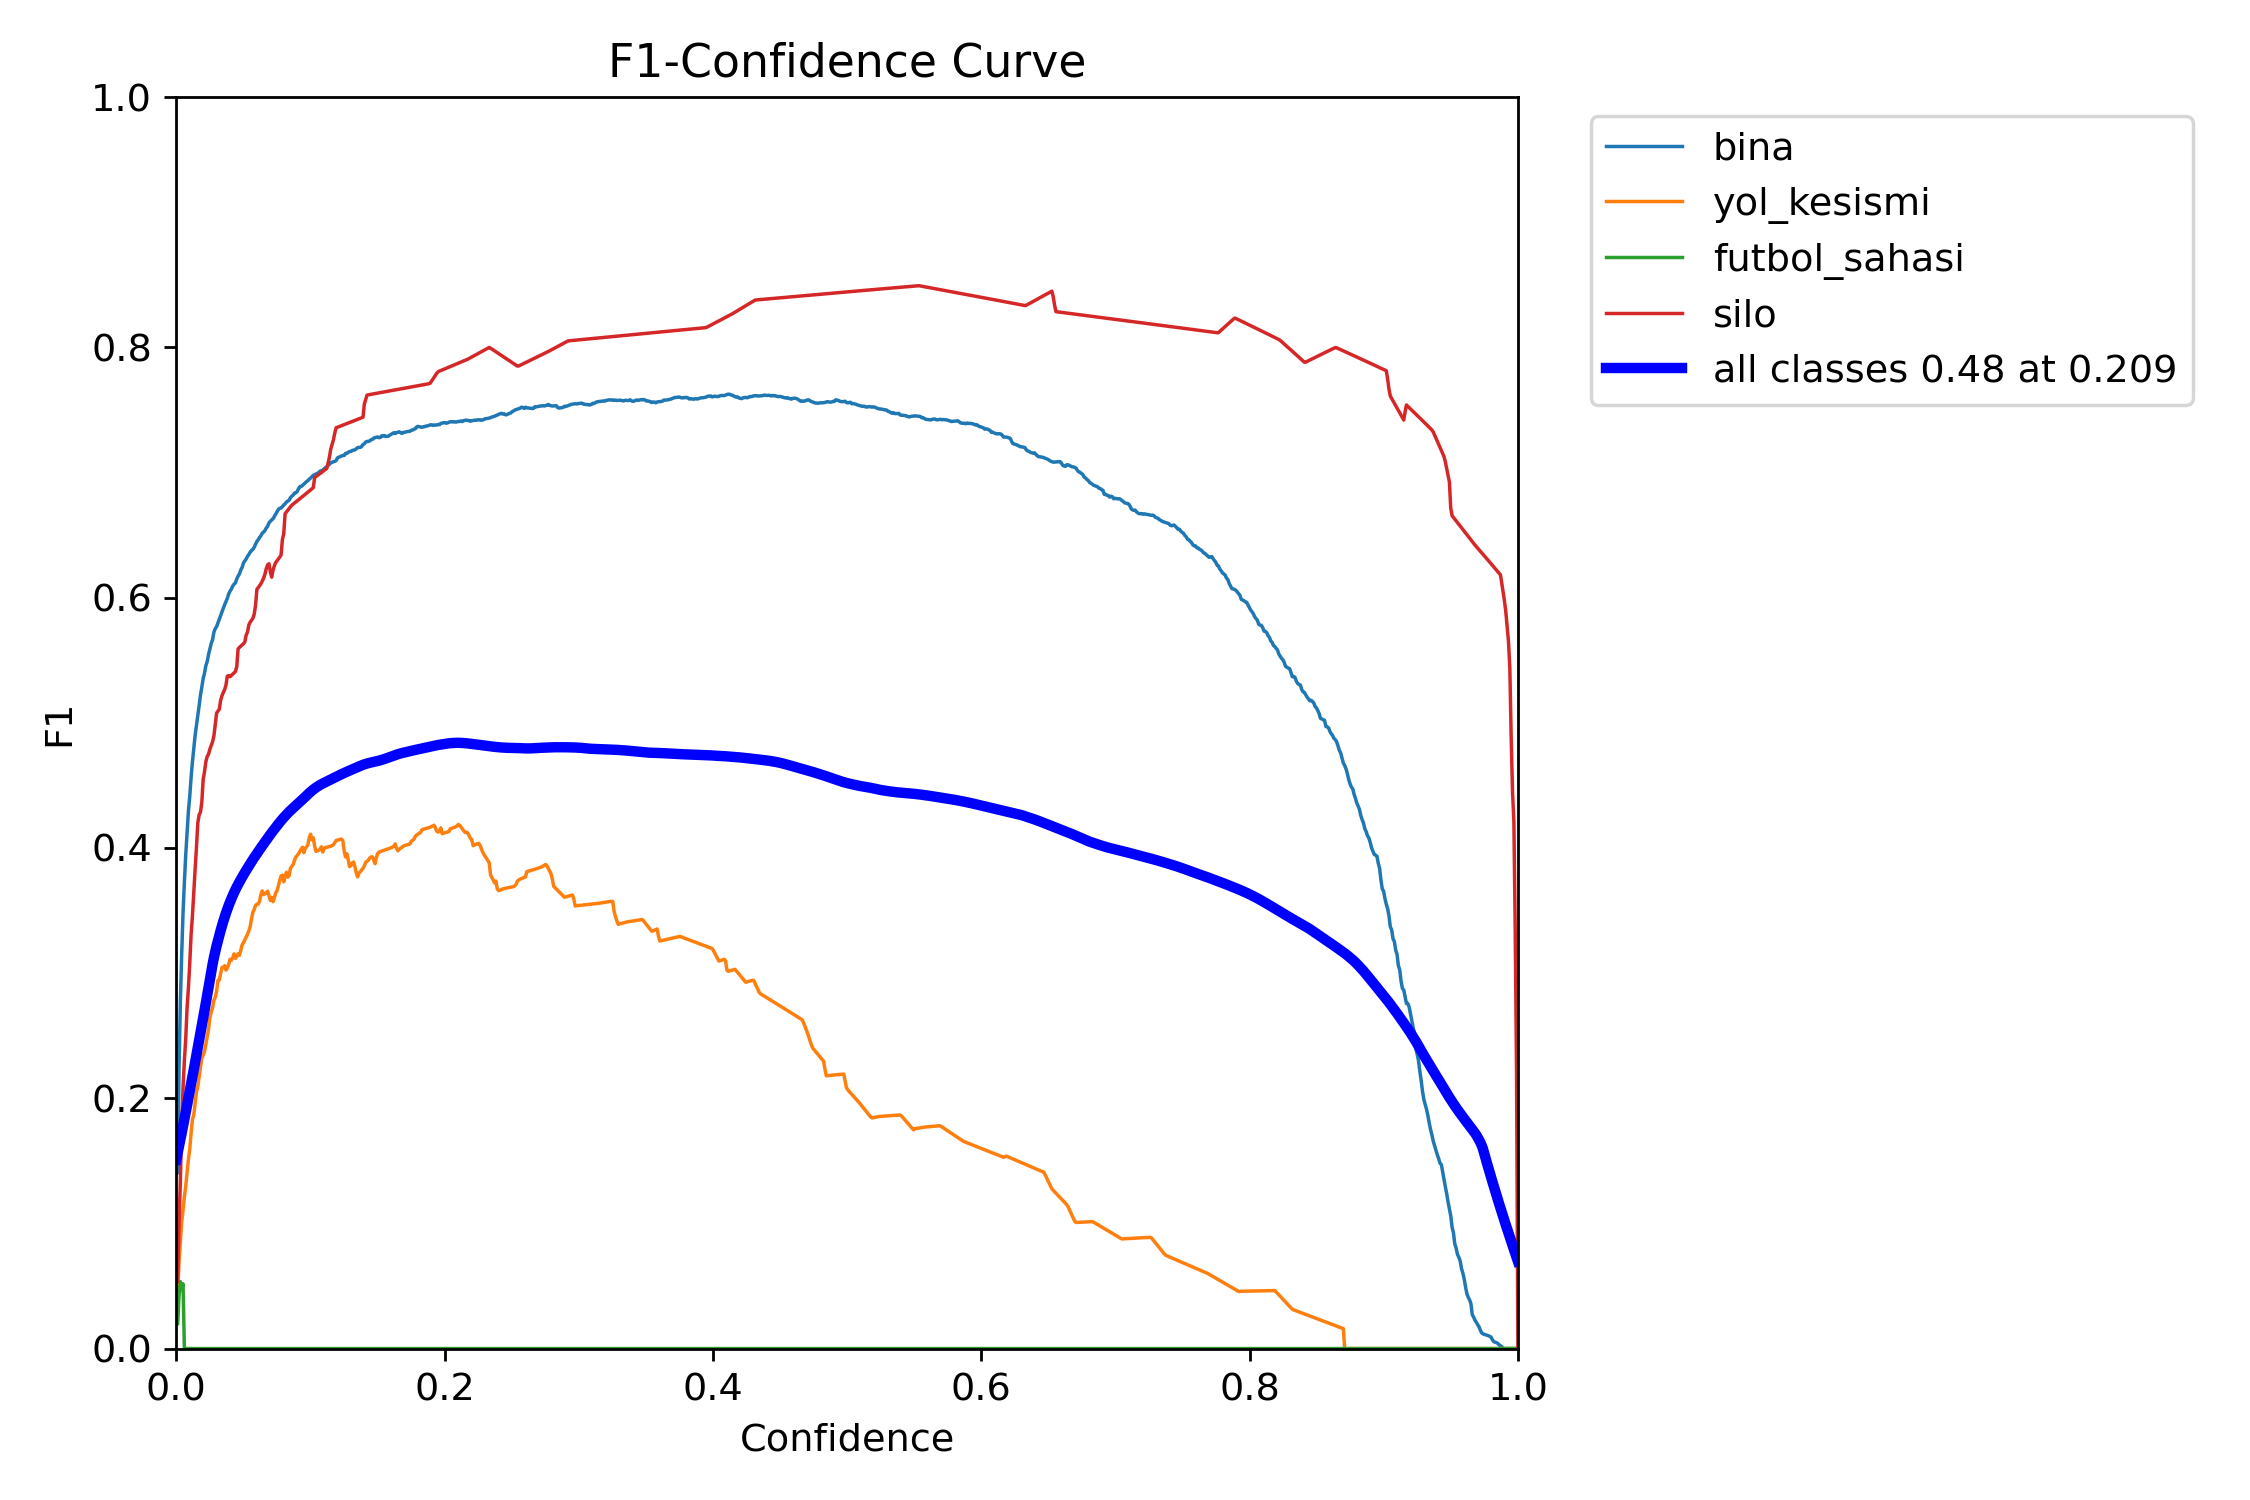 F1-Confidence Curve
1.0
0.8
0.6
0.4
0.2
0.0
F1
0.0 0.2 0.4 0.6 0.8 1.0
Confidence
bina
yol_kesismi
futbol_sahasi
silo
all classes 0.48 at 0.209